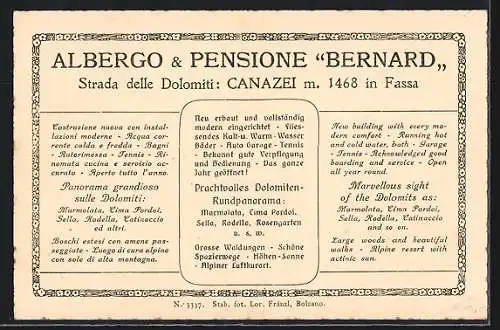 ALBERGO & PENSIONE "BERNARD„
Strada delle Dolomiti: CANAZEI m. 1468 in Fassa
Costruzione nuova con instal-
lazioni moderne - Acqua cor-
rente calda e fredda - Bagni
- Autorimessa - Tennis - Ri-
nomata cucina e servizio ac-
curato - Aperto tutto l'anno.
Panorama grandioso
sulle Dolomiti:
Marmolata, Cima Pordoi,
Sella, Rodella, Catinaccio
ed altri.
Boschi estesi con amene pas-
seggiate - Luogo di cura alpino
con sole di alta montagna.
Neu erbaut und vollständig
modern eingerichtet - Flies-
sendes Kalt-u. Warm-Wasser
Bäder - Auto Garage - Tennis
- Bekannt gute Verpflegung
und Bedienung - Das ganze
Jahr geöffnet!
Prachtvolles Dolomiten-
Rundpanorama:
Marmolata, Cima Pordoi,
Sella, Rodella, Rosengarten
u. s. w.
Grosse Waldungen - Schöne
Spazierwege - Höhen-Sonne
- Alpiner Luftkurort.
New building with every mo-
dern comfort - Running hot
and cold water, bath - Garage
- Tennis - Acknowledged good
boarding and service - Open
all year round.
Marvellous sight
of the Dolomites as:
Marmolata, Cima Pordoi,
Sella, Rodella, Catinaccio
and so on.
Large woods and beautiful
walks - Alpine resort with
actinic sun.
N.º 3337. Stab. fot. Lor. Fränzl, Bolzano.